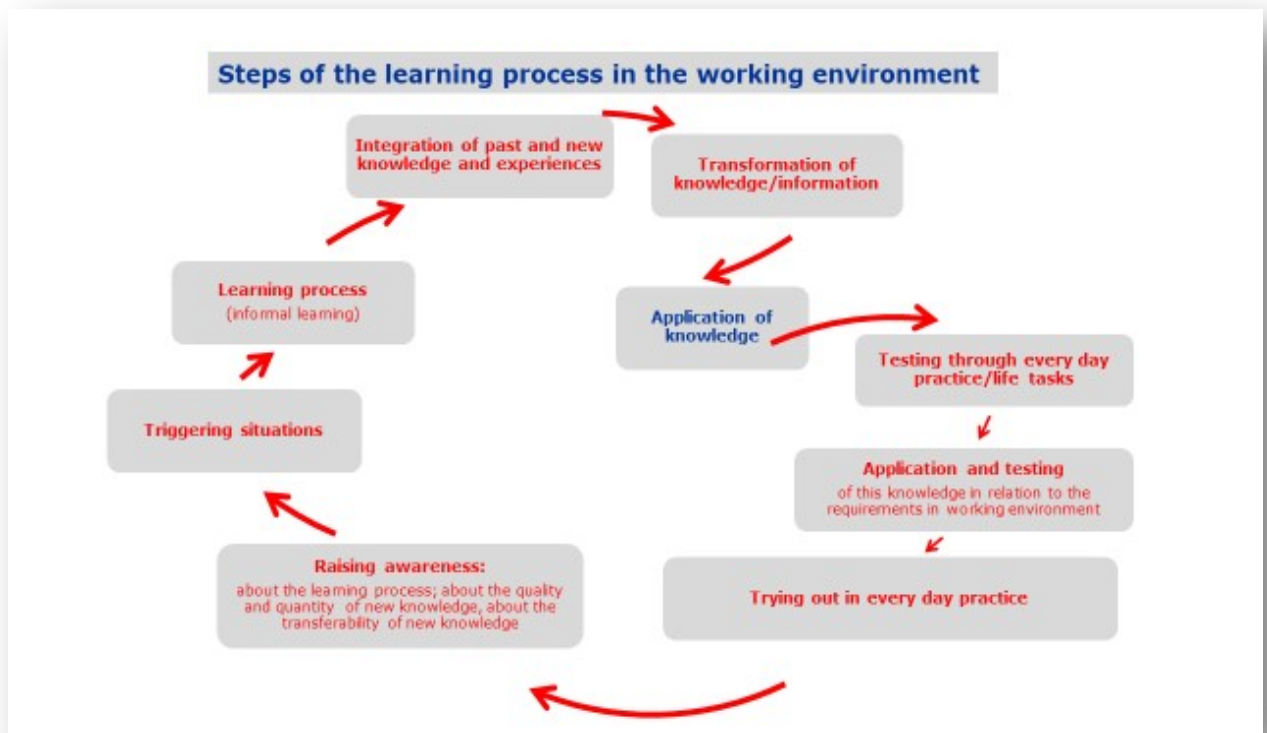 Steps of the learning process in the working environment
Integration of past and new
knowledge and experiences
Transformation of
knowledge/information
Learning process
(informal learning)
Application of
knowledge
Testing through every day
practice/life tasks
Triggering situations
Application and testing
of this knowledge in relation to the
requirements in working environment
Raising awareness:
about the learning process; about the quality
and quantity of new knowledge, about the
transferability of new knowledge
Trying out in every day practice